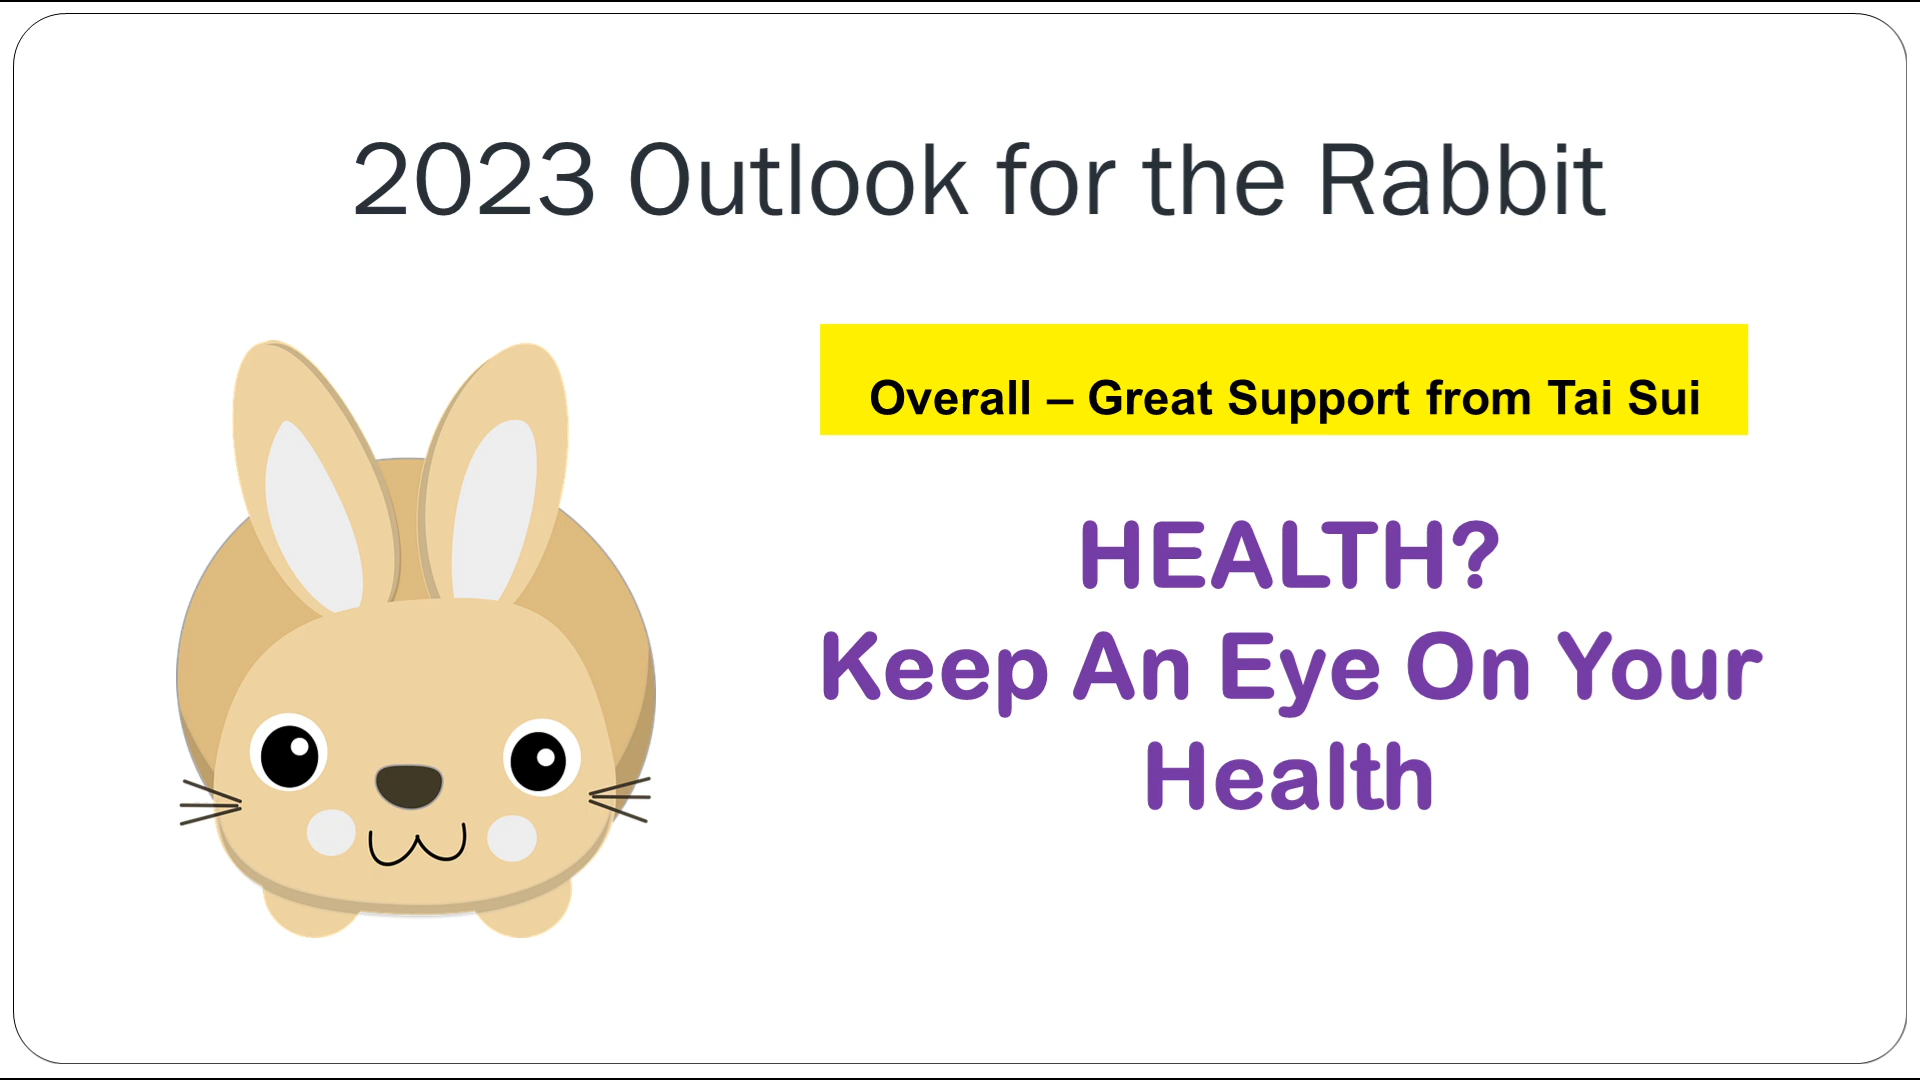 2023 Outlook for the Rabbit
Overall – Great Support from Tai Sui
HEALTH?
Keep An Eye On Your
Health